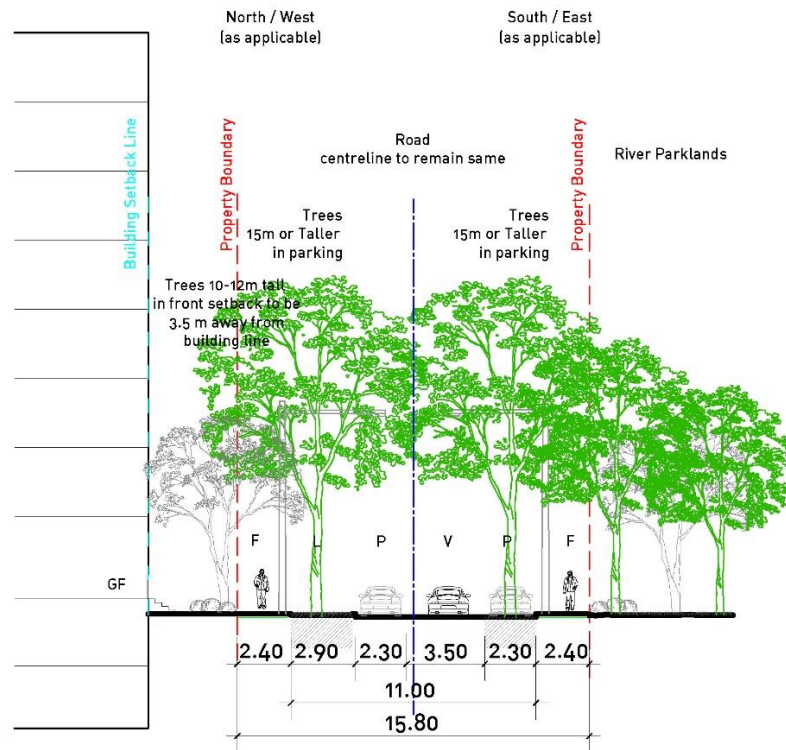 North / West
(as applicable)
South / East
(as applicable)
Building Setback Line
Property Boundary
Road
centreline to remain same
Property Boundary
River Parklands
Trees
15m or Taller
in parking
Trees
15m or Taller
in parking
Trees 10-12m tall
in front setback to be
3.5 m away from
building line
F L P V P F
GF
2.40 2.90 2.30 3.50 2.30 2.40
11.00
15.80